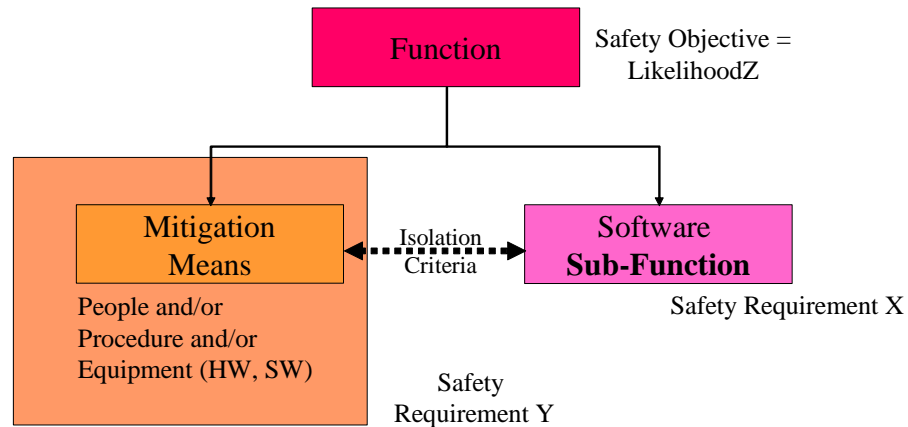 Function
Safety Objective =
LikelihoodZ
Mitigation
Means
Isolation
Criteria
Software
Sub-Function
People and/or
Procedure and/or
Equipment (HW, SW)
Safety Requirement X
Safety
Requirement Y